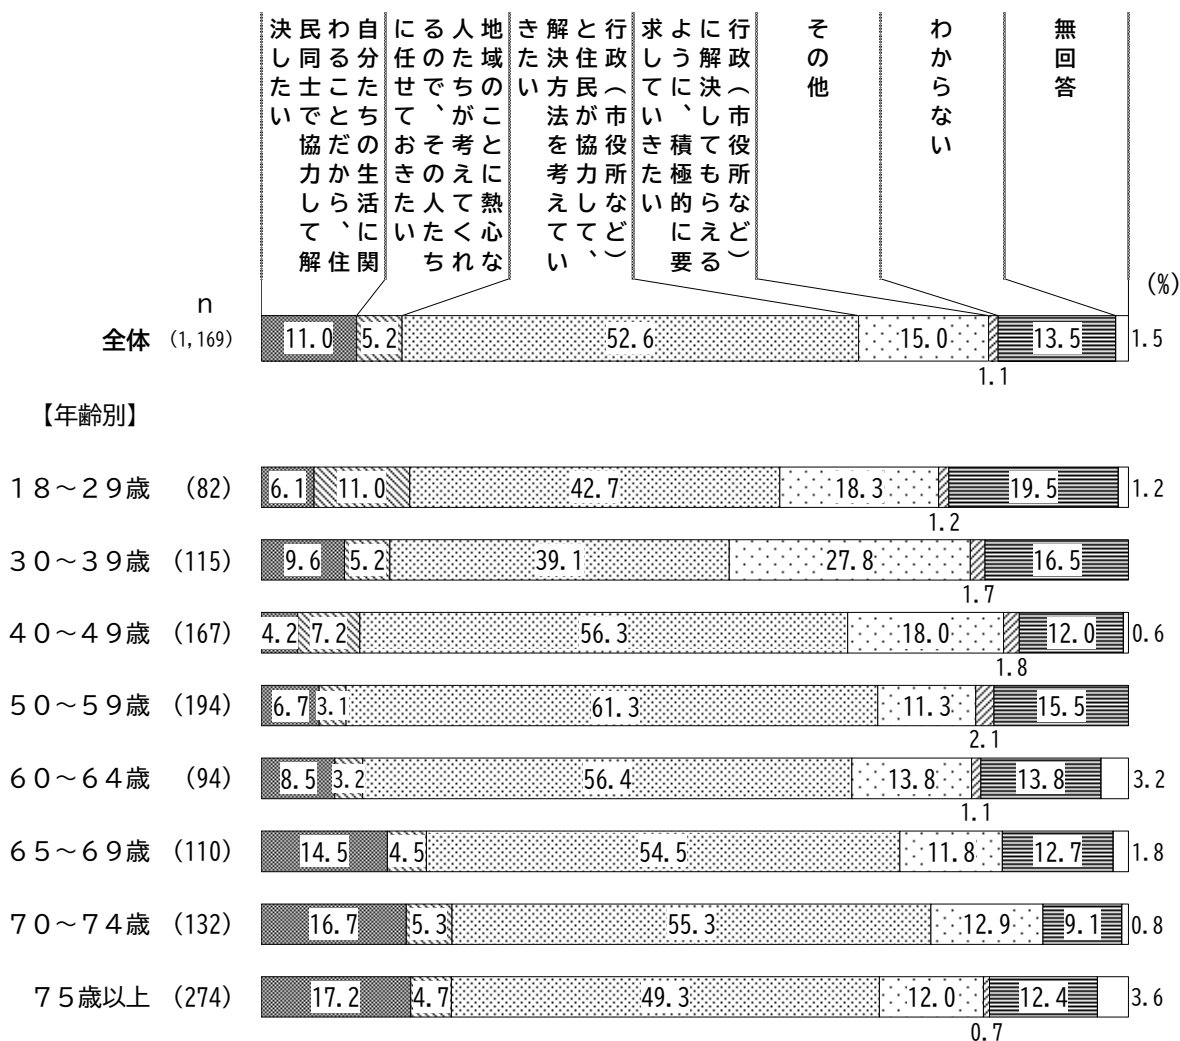 自分たちの生活に関
わることだから、住
民同士で協力して解
決したい
地域のことに熱心な
人たちが考えてくれ
るので、その人たち
に任せておきたい
行政（市役所など）
と住民が協力して、
解決方法を考えてい
きたい
行政（市役所など）
に解決してもらえる
ように、積極的に要
求していきたい
その他
わからない
無回答
(%)
n
全体 (1,169) 11.0 5.2 52.6 15.0 13.5 1.5
1.1
【年齢別】
１８～２９歳 (82) 6.1 11.0 42.7 18.3 19.5 1.2
1.2
３０～３９歳 (115) 9.6 5.2 39.1 27.8 16.5
1.7
４０～４９歳 (167) 4.2 7.2 56.3 18.0 12.0 0.6
1.8
５０～５９歳 (194) 6.7 3.1 61.3 11.3 15.5
2.1
６０～６４歳 (94) 8.5 3.2 56.4 13.8 13.8 3.2
1.1
６５～６９歳 (110) 14.5 4.5 54.5 11.8 12.7 1.8
７０～７４歳 (132) 16.7 5.3 55.3 12.9 9.1 0.8
７５歳以上 (274) 17.2 4.7 49.3 12.0 12.4 3.6
0.7